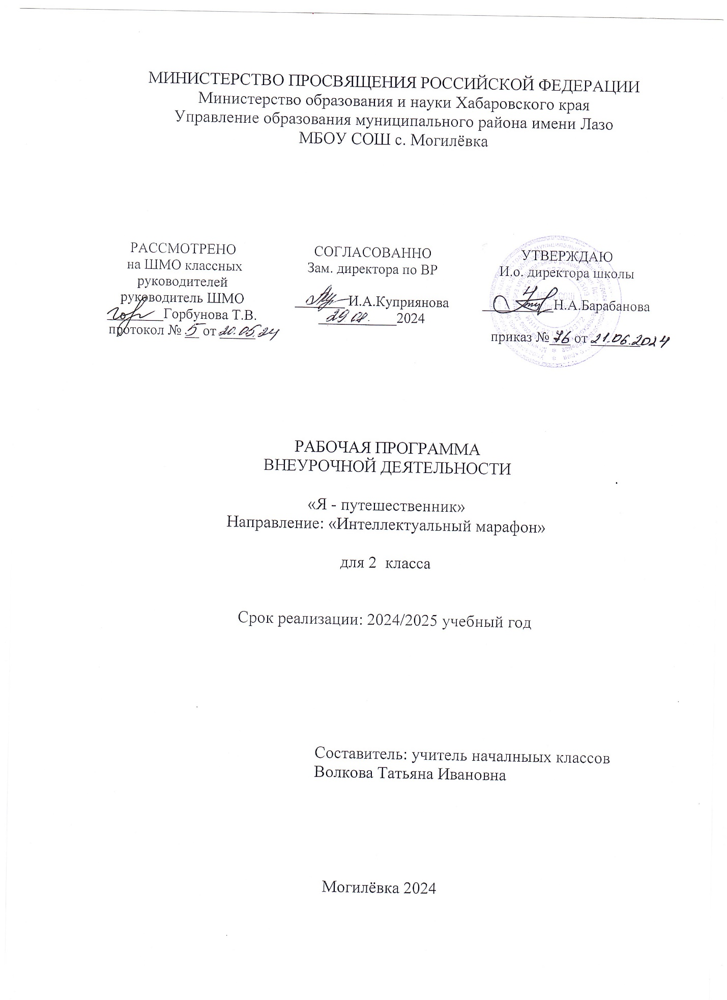 МИНИСТЕРСТВО ПРОСВЯЩЕНИЯ РОССИЙСКОЙ ФЕДЕРАЦИИ
Министерство образования и науки Хабаровского края
Управление образования муниципального района имени Лазо
МБОУ СОШ с. Могилёвка
РАССМОТРЕНО
на ШМО классных
руководителей
руководитель ШМО
Горбунова Т.В.
протокол № 5 от 20.05.24
СОГЛАСОВАННО
Зам. директора по ВР
И.А.Куприянова
29.08. 2024
УТВЕРЖДАЮ
И.о. директора школы
Н.А.Барабанова
приказ № 76 от 21.06.2024
РАБОЧАЯ ПРОГРАММА
ВНЕУРОЧНОЙ ДЕЯТЕЛЬНОСТИ
«Я - путешественник»
Направление: «Интеллектуальный марафон»
для 2 класса
Срок реализации: 2024/2025 учебный год
Составитель: учитель началныых классов
Волкова Татьяна Ивановна
Могилёвка 2024